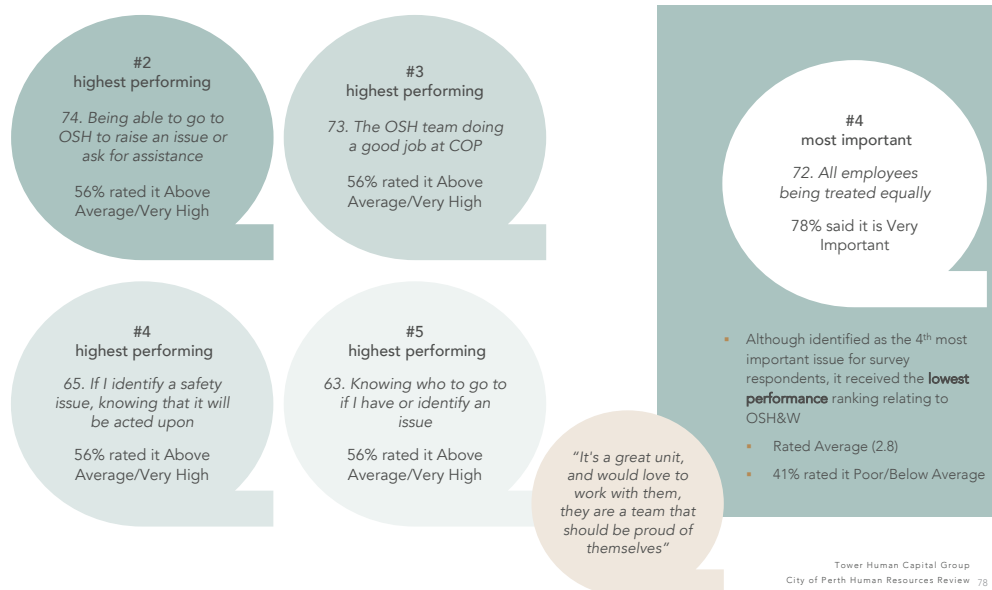 #2
highest performing
74. Being able to go to
OSH to raise an issue or
ask for assistance
56% rated it Above
Average/Very High
#3
highest performing
73. The OSH team doing
a good job at COP
56% rated it Above
Average/Very High
#4
highest performing
65. If I identify a safety
issue, knowing that it will
be acted upon
56% rated it Above
Average/Very High
#5
highest performing
63. Knowing who to go to
if I have or identify an
issue
56% rated it Above
Average/Very High
"It's a great unit,
and would love to
work with them,
they are a team that
should be proud of
themselves"
#4
most important
72. All employees
being treated equally
78% said it is Very
Important
▪ Although identified as the 4th most
important issue for survey
respondents, it received the lowest
performance ranking relating to
OSH&W
▪ Rated Average (2.8)
▪ 41% rated it Poor/Below Average
Tower Human Capital Group
City of Perth Human Resources Review 78